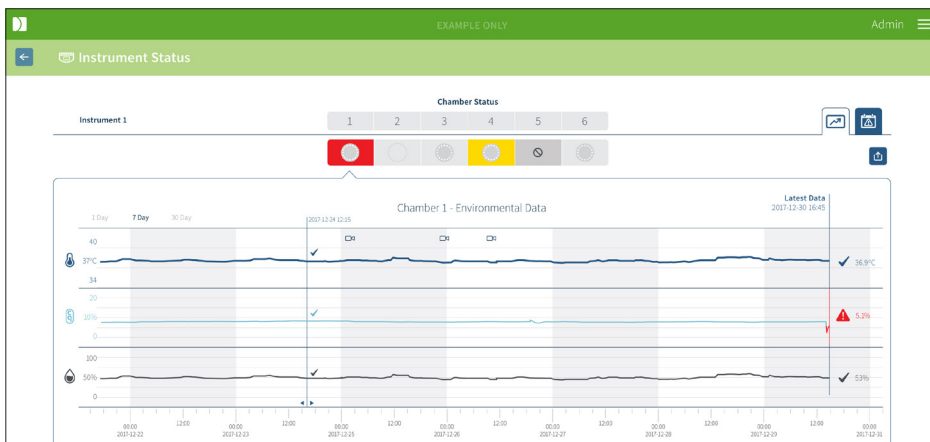 EXAMPLE ONLY
Admin
Instrument Status
Chamber Status
Instrument 1
1 2 3 4 5 6
Latest Data
2017-12-30 16:45
Chamber 1 - Environmental Data
1 Day 7 Day 30 Day
2017-12-24 12:25
40
37°C
36.9°C
34
20
10%
5.1%
0
100
50%
53%
0
00:00 12:00 00:00 12:00 00:00 12:00 00:00 12:00 00:00 12:00 00:00 12:00 00:00 12:00 00:00
2017-12-22 2017-12-23 2017-12-25 2017-12-26 2017-12-27 2017-12-28 2017-12-29 2017-12-31